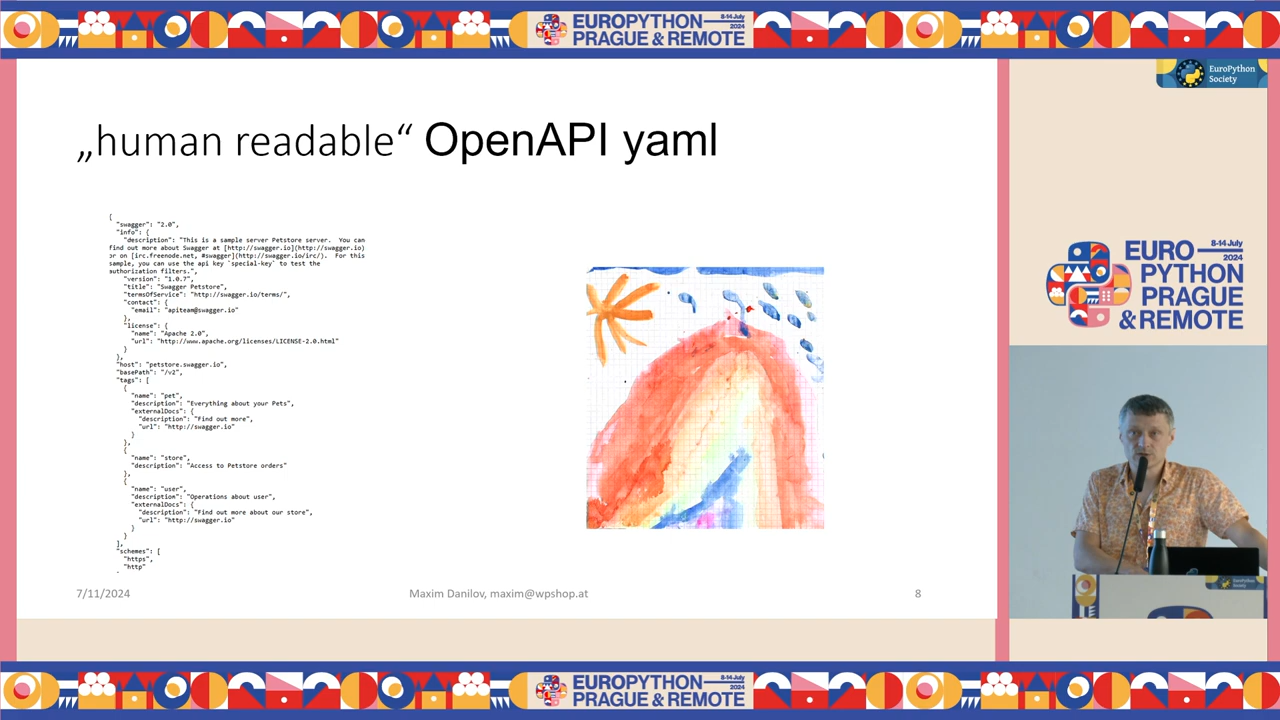 EUROPYTHON
PRAGUE & REMOTE
8-14 July
2024
EuroPython
Society
„human readable“ OpenAPI yaml
{
"swagger": "2.0",
"info": {
"description": "This is a sample server Petstore server.  You can
find out more about Swagger at [http://swagger.io](http://swagger.io)
or on [irc.freenode.net, #swagger](http://swagger.io/irc/).  For this
sample, you can use the api key `special-key` to test the
authorization filters.",
"version": "1.0.7",
"title": "Swagger Petstore",
"termsOfService": "http://swagger.io/terms/",
"contact": {
"email": "apiteam@swagger.io"
},
"license": {
"name": "Apache 2.0",
"url": "http://www.apache.org/licenses/LICENSE-2.0.html"
}
},
"host": "petstore.swagger.io",
"basePath": "/v2",
"tags": [
{
"name": "pet",
"description": "Everything about your Pets",
"externalDocs": {
"description": "Find out more",
"url": "http://swagger.io"
}
},
{
"name": "store",
"description": "Access to Petstore orders"
},
{
"name": "user",
"description": "Operations about user",
"externalDocs": {
"description": "Find out more about our store",
"url": "http://swagger.io"
}
}
],
"schemes": [
"https",
"http"
7/11/2024
Maxim Danilov, maxim@wpshop.at
8
EURO
8-14 July
2024
PYTHON
PRAGUE
& REMOTE
EUROPYTHON
PRAGUE & REMOTE
8-14 July
2024